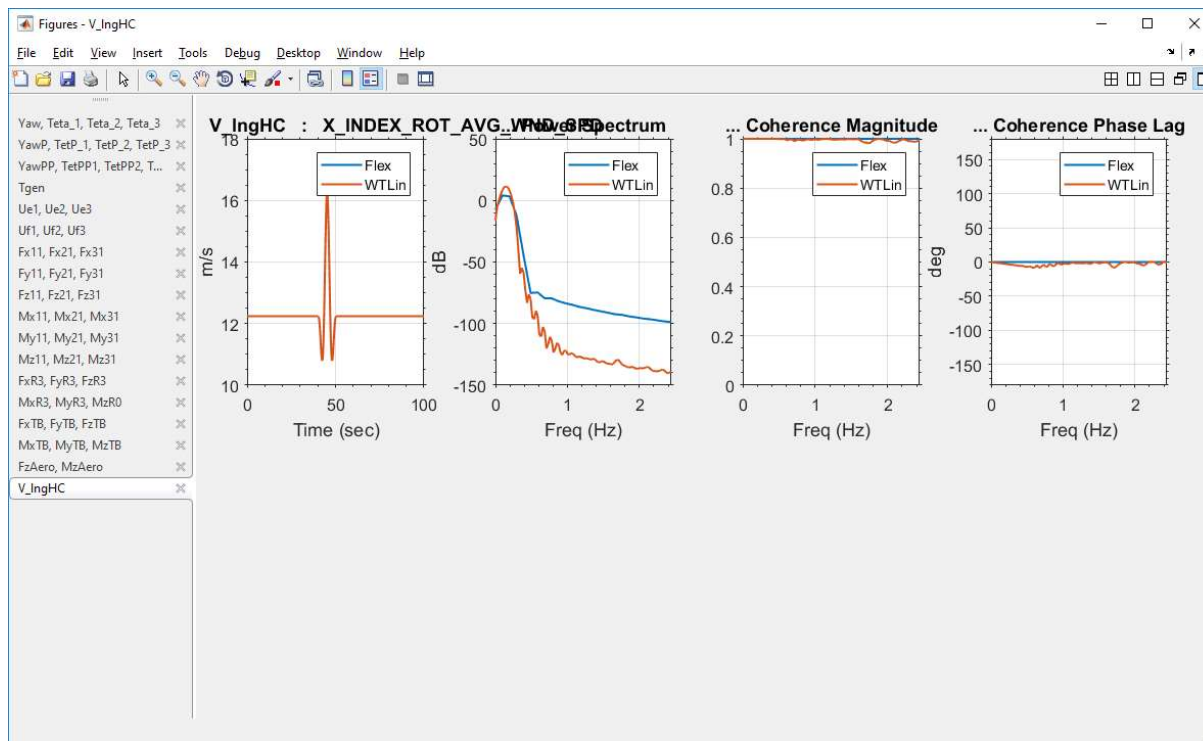 Figures - V_lngHC
File Edit View Insert Tools Debug Desktop Window Help
Yaw, Teta_1, Teta_2, Teta_3
YawP, TetP_1, TetP_2, TetP_3
YawPP, TetPP1, TetPP2, T...
Tgen
Ue1, Ue2, Ue3
Uf1, Uf2, Uf3
Fx11, Fx21, Fx31
Fy11, Fy21, Fy31
Fz11, Fz21, Fz31
Mx11, Mx21, Mx31
My11, My21, My31
Mz11, Mz21, Mz31
FxR3, FyR3, FzR3
MxR3, MyR3, MzR0
FxTB, FyTB, FzTB
MxTB, MyTB, MzTB
FzAero, MzAero
V_lngHC
V_lngHC : X_INDEX_ROT_AVG_WND_SPD
18
16
14
12
10
m/s
Flex
WTLin
0 50 100
Time (sec)
... Power Spectrum
50
0
-50
-100
-150
dB
Flex
WTLin
0 1 2
Freq (Hz)
... Coherence Magnitude
1
0.8
0.6
0.4
0.2
0
Flex
WTLin
0 1 2
Freq (Hz)
... Coherence Phase Lag
150
100
50
0
-50
-100
-150
deg
Flex
WTLin
0 1 2
Freq (Hz)